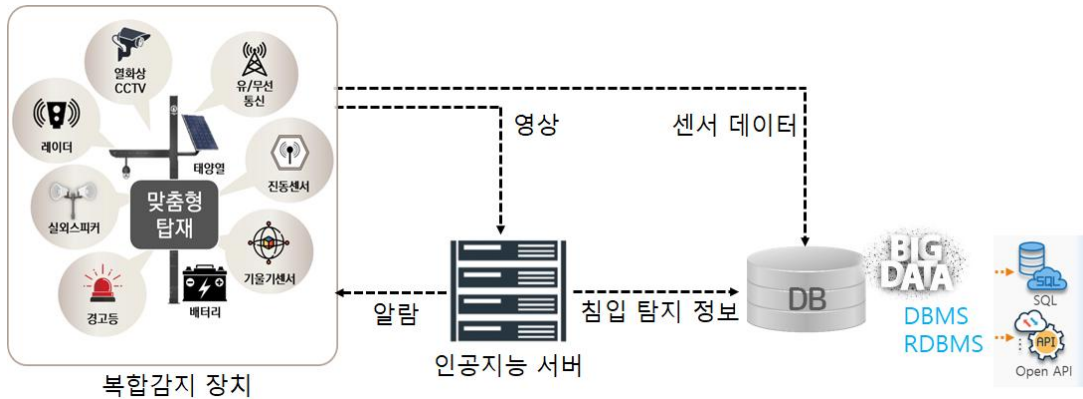 열화상
CCTV
유/무선
통신
레이더
태양열
진동센서
맞춤형
탑재
실외스피커
기울기센서
경고등
배터리
복합감지 장치
영상
센서 데이터
알람
인공지능 서버
침입 탐지 정보
DB
BIG
DATA
DBMS
RDBMS
SQL
SQL
API
Open API